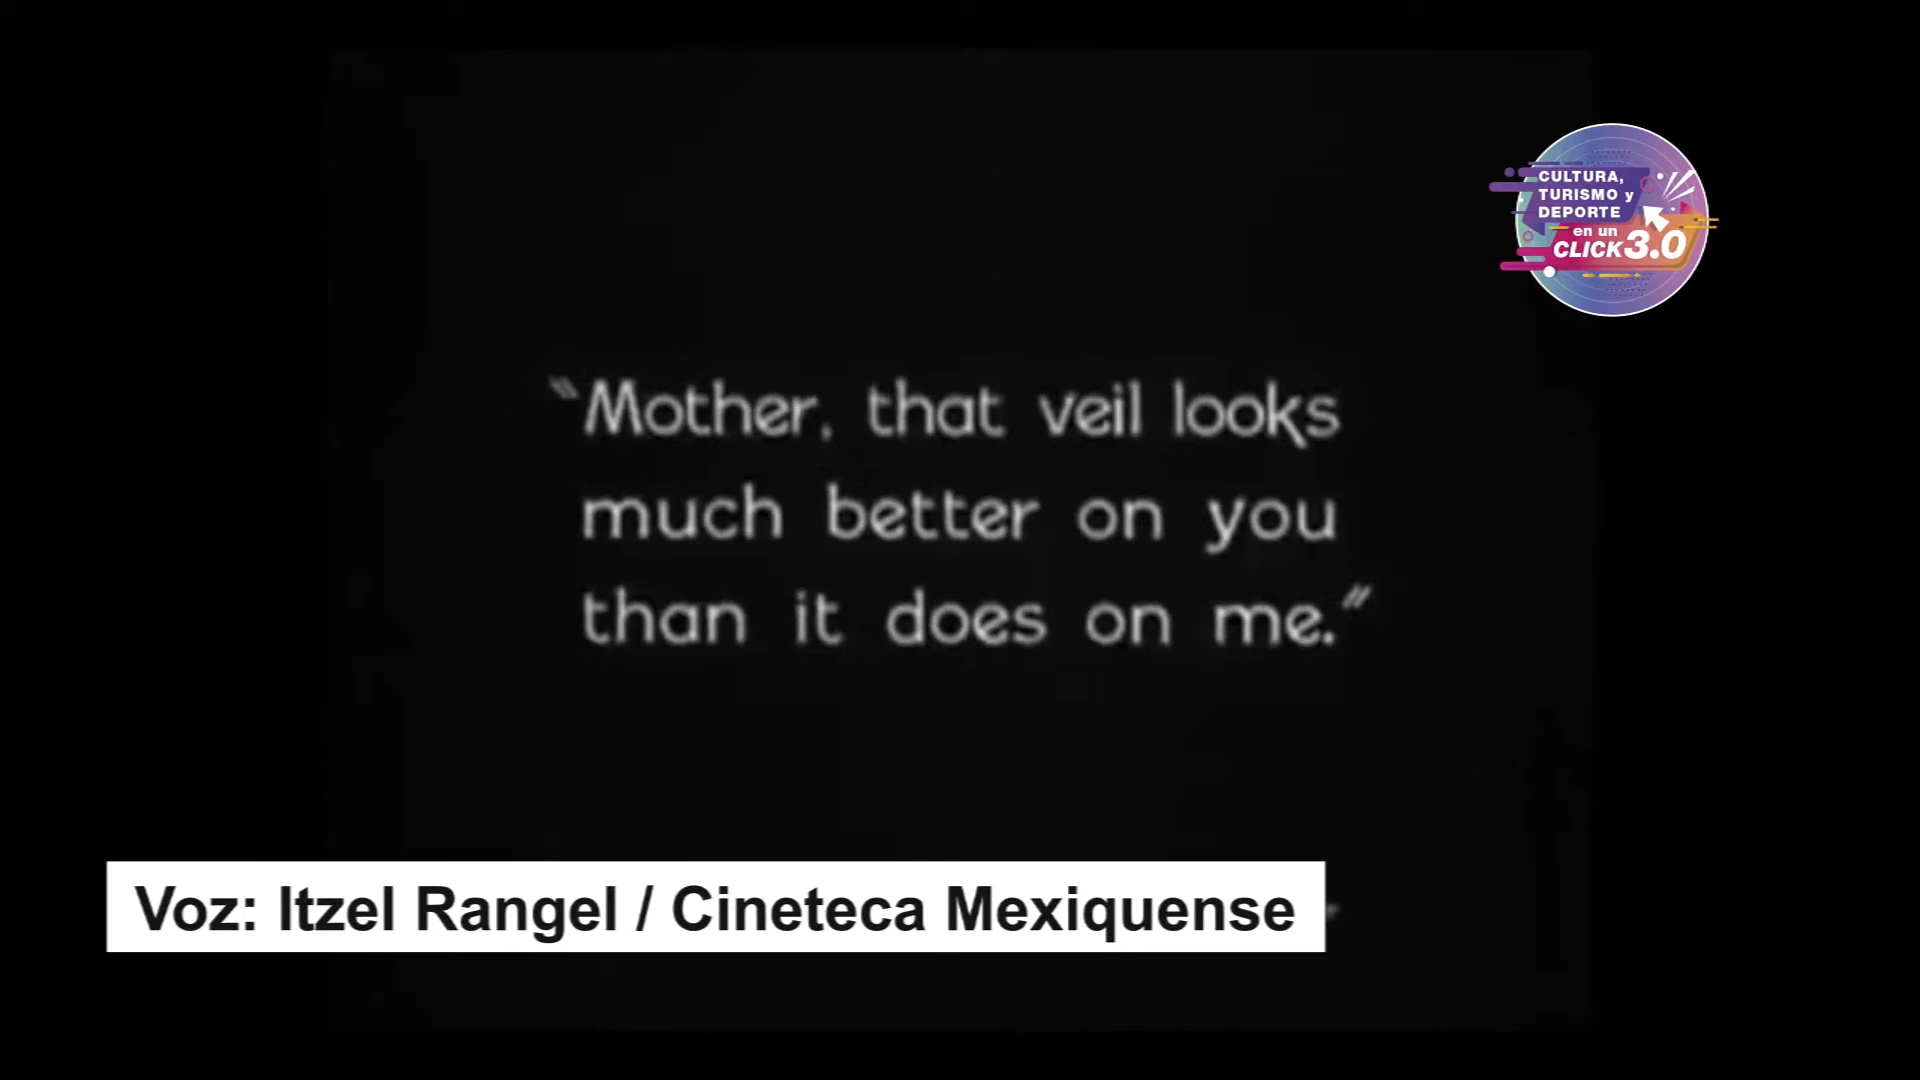 CULTURA,
TURISMO y
DEPORTE
en un
CLICK 3.0
"Mother, that veil looks
much better on you
than it does on me."
Voz: Itzel Rangel / Cineteca Mexiquense